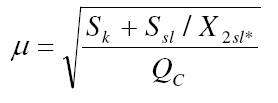 μ = √((S_k + S_sl / X_2sl*) / Q_C)